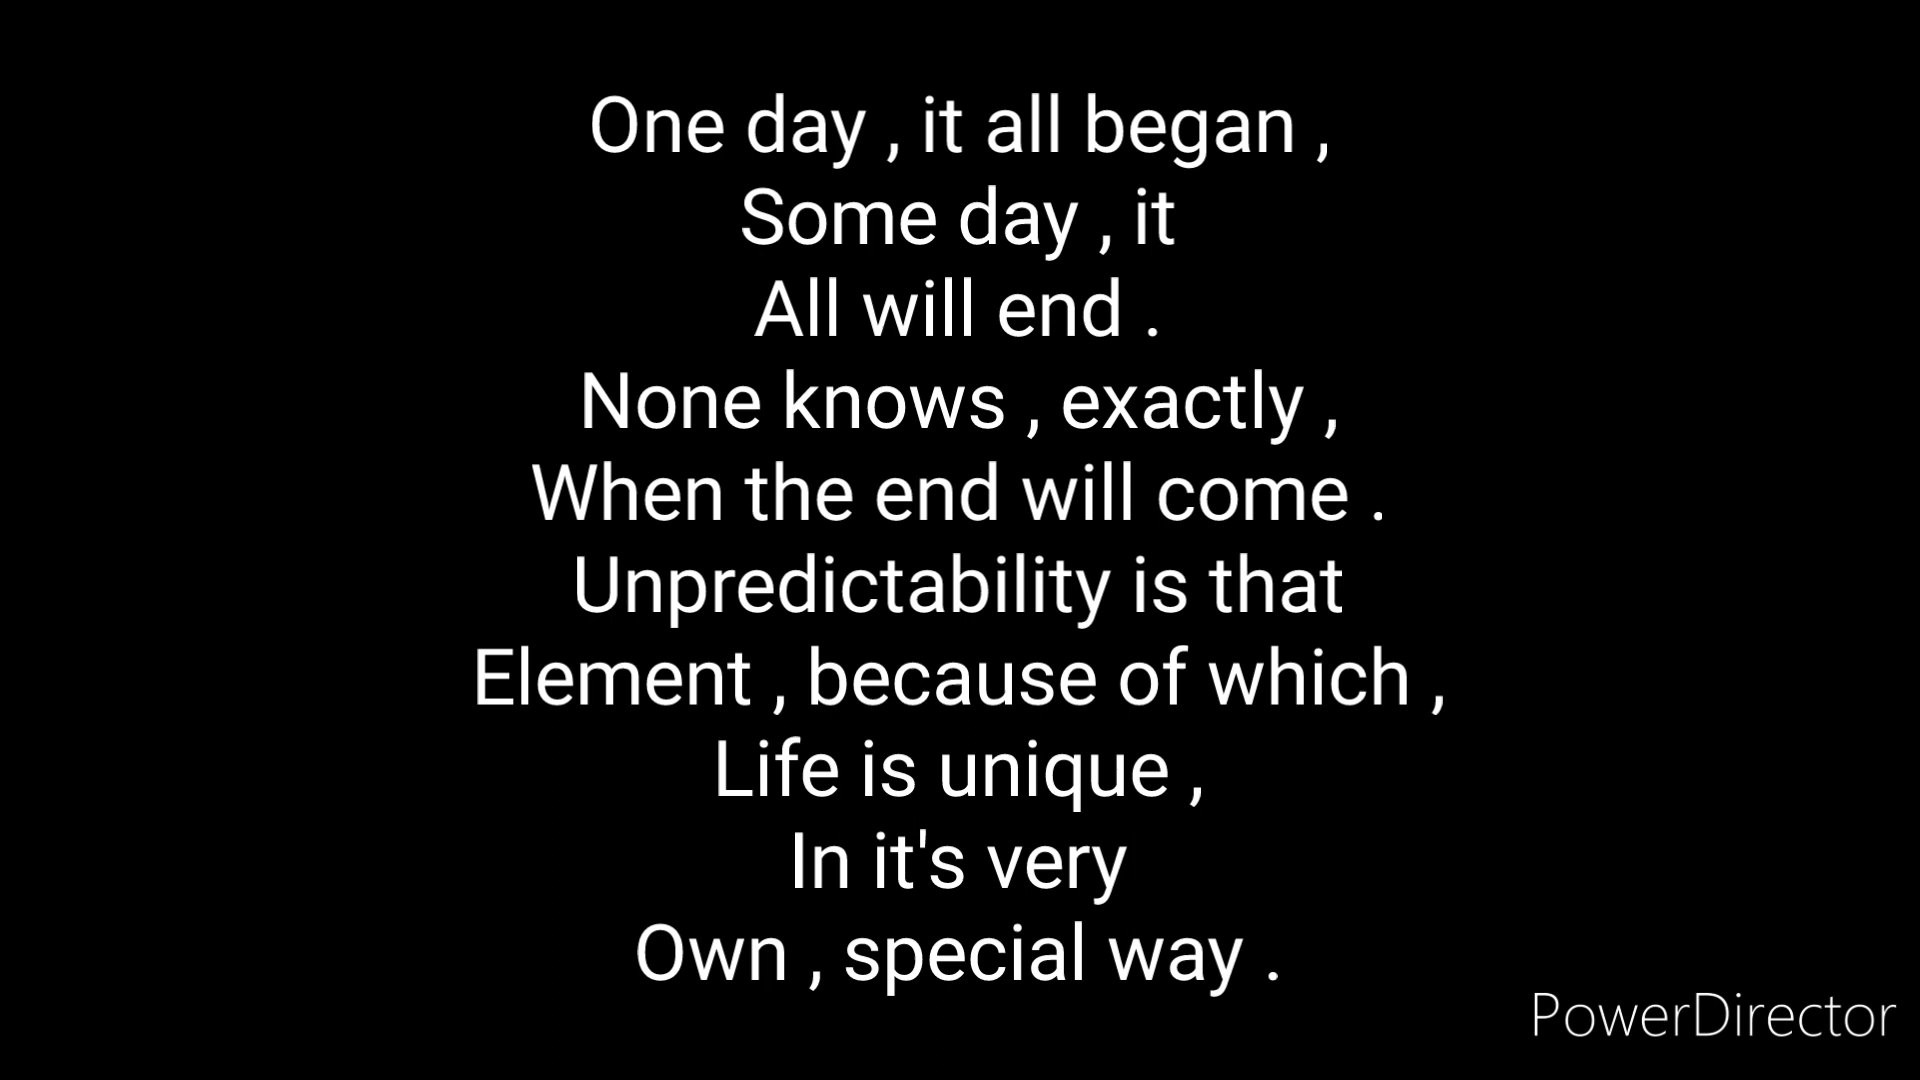 One day , it all began ,
Some day , it
All will end .
None knows , exactly ,
When the end will come .
Unpredictability is that
Element , because of which ,
Life is unique ,
In it's very
Own , special way .
PowerDirector